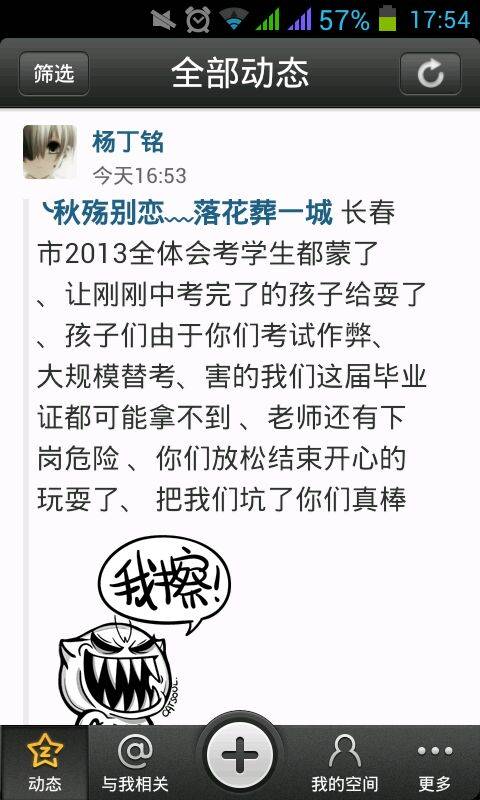 57% 17:54
筛选 全部动态
杨丁铭
今天16:53
╰秋殇别恋﹏落花葬一城 长春
市2013全体会考学生都蒙了
、让刚刚中考完了的孩子给耍了
、孩子们由于你们考试作弊、
大规模替考、害的我们这届毕业
证都可能拿不到 、老师还有下
岗危险 、你们放松结束开心的
玩耍了、 把我们坑了你们真棒
我擦!
CATSOUL.
动态 与我相关 我的空间 更多